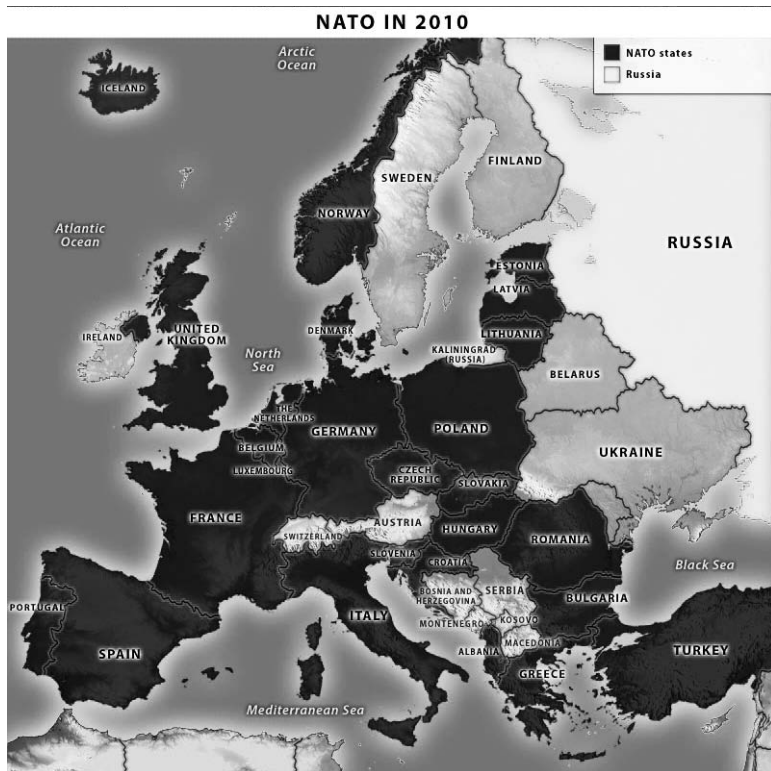 NATO IN 2010
Arctic
Ocean
NATO states
Russia
ICELAND
FINLAND
SWEDEN
NORWAY
Atlantic
Ocean
RUSSIA
ESTONIA
LATVIA
UNITED
KINGDOM
IRELAND
DENMARK
LITHUANIA
North
Sea
KALININGRAD
(RUSSIA)
BELARUS
THE
NETHERLANDS
GERMANY
POLAND
BELGIUM
UKRAINE
LUXEMBOURG
CZECH
REPUBLIC
SLOVAKIA
FRANCE
AUSTRIA
SWITZERLAND
HUNGARY
ROMANIA
SLOVENIA
CROATIA
Black Sea
BOSNIA AND
HERZEGOVINA
SERBIA
BULGARIA
PORTUGAL
ITALY
MONTENEGRO
KOSOVO
MACEDONIA
SPAIN
ALBANIA
TURKEY
GREECE
Mediterranean Sea